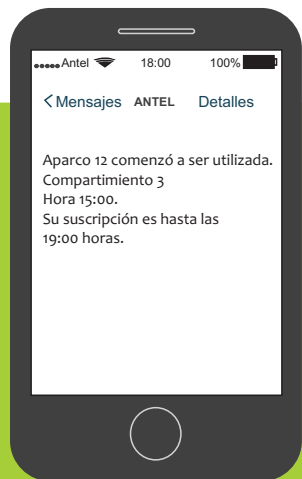 Antel 18:00 100%
Mensajes ANTEL Detalles
Aparco 12 comenzó a ser utilizada.
Compartimiento 3
Hora 15:00.
Su suscripción es hasta las
19:00 horas.